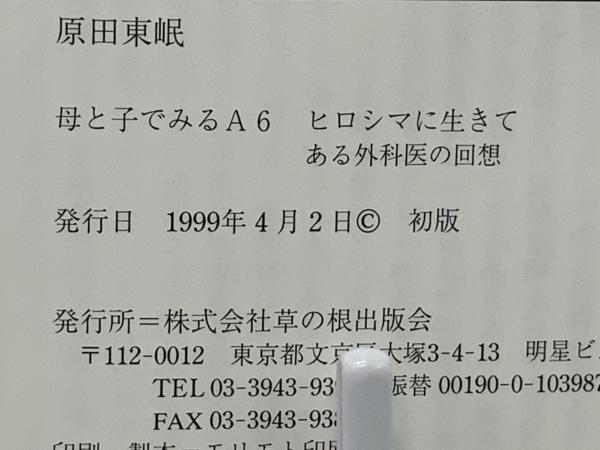 原田東岷
母と子でみるA6 ヒロシマに生きて
ある外科医の回想
発行日 1999年4月2日© 初版
発行所=株式会社草の根出版会
〒112-0012 東京都文京区大塚3-4-13 明星ビ
TEL 03-3943-93 振替 00190-0-103987
FAX 03-3943-93